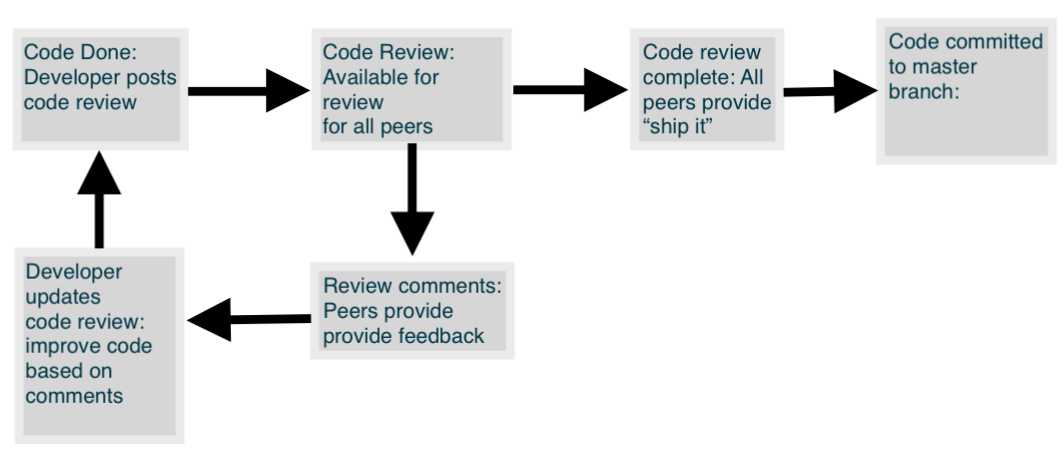 Code Done:
Developer posts
code review
Code Review:
Available for
review
for all peers
Code review
complete: All
peers provide
“ship it”
Code committed
to master
branch:
Developer
updates
code review:
improve code
based on
comments
Review comments:
Peers provide
provide feedback